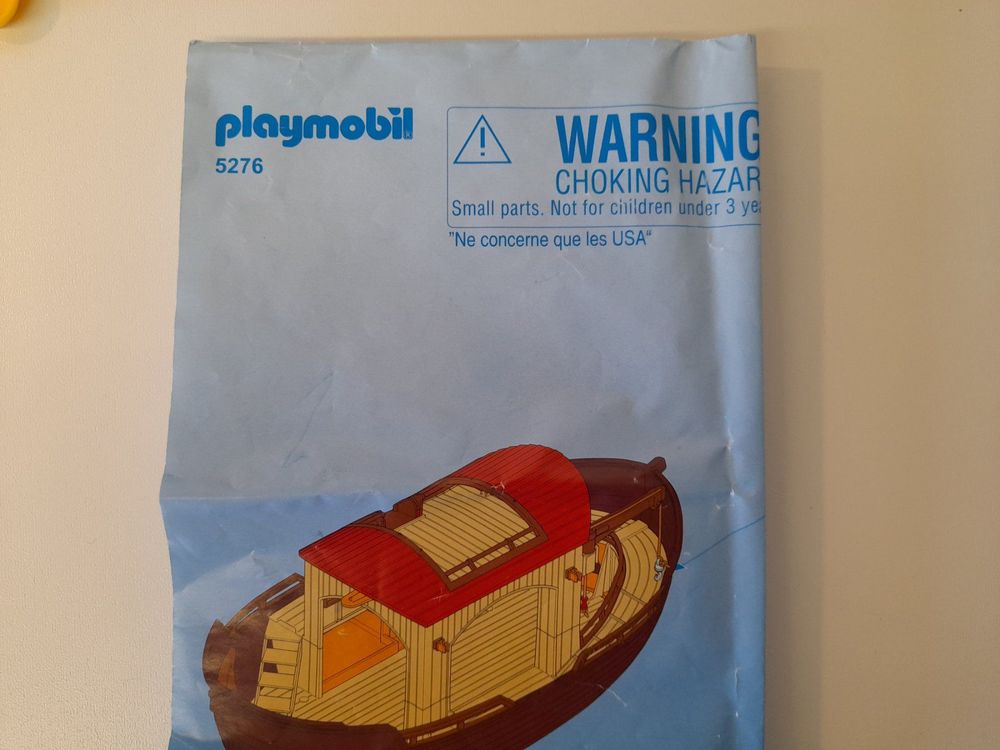 playmobil
5276
WARNING
CHOKING HAZAR
Small parts. Not for children under 3 yea
"Ne concerne que les USA“